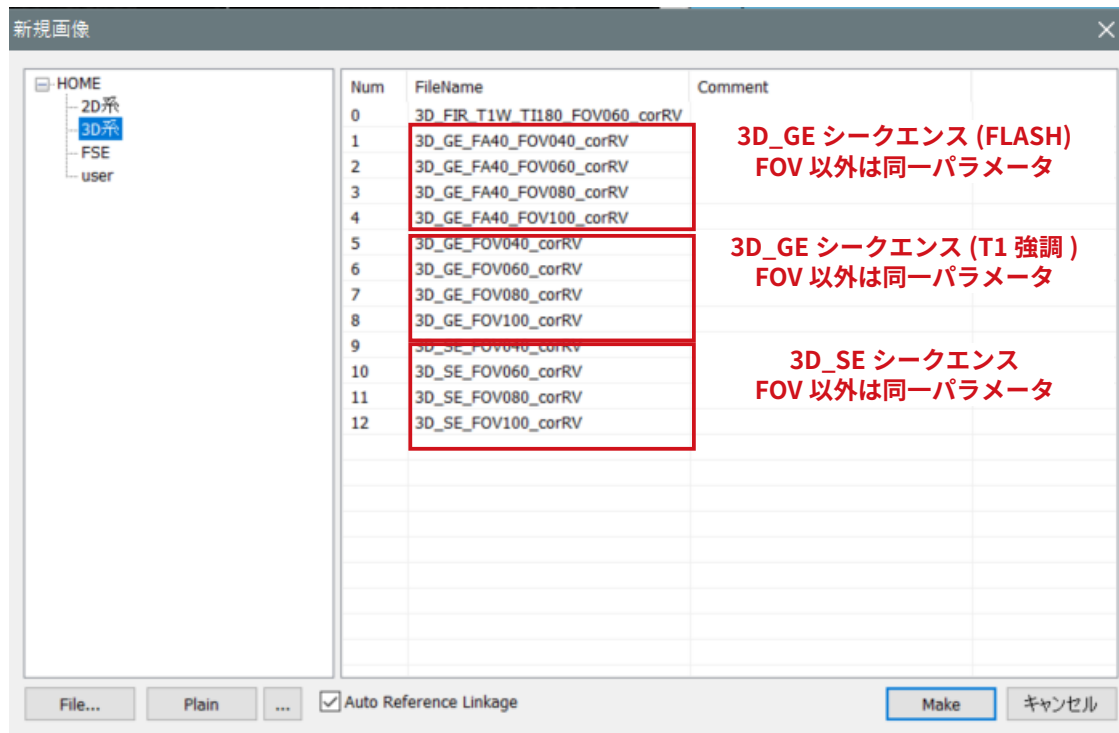 新規画像
HOME
2D系
3D系
FSE
user
Num FileName Comment
0 3D_FIR_T1W_TI180_FOV060_corRV
1 3D_GE_FA40_FOV040_corRV
2 3D_GE_FA40_FOV060_corRV
3 3D_GE_FA40_FOV080_corRV
4 3D_GE_FA40_FOV100_corRV
3D_GE シークエンス (FLASH)
FOV 以外は同一パラメータ
5 3D_GE_FOV040_corRV
6 3D_GE_FOV060_corRV
7 3D_GE_FOV080_corRV
8 3D_GE_FOV100_corRV
3D_GE シークエンス (T1 強調 )
FOV 以外は同一パラメータ
9 3D_SE_FOV040_corRV
10 3D_SE_FOV060_corRV
11 3D_SE_FOV080_corRV
12 3D_SE_FOV100_corRV
3D_SE シークエンス
FOV 以外は同一パラメータ
File... Plain ... Auto Reference Linkage Make キャンセル